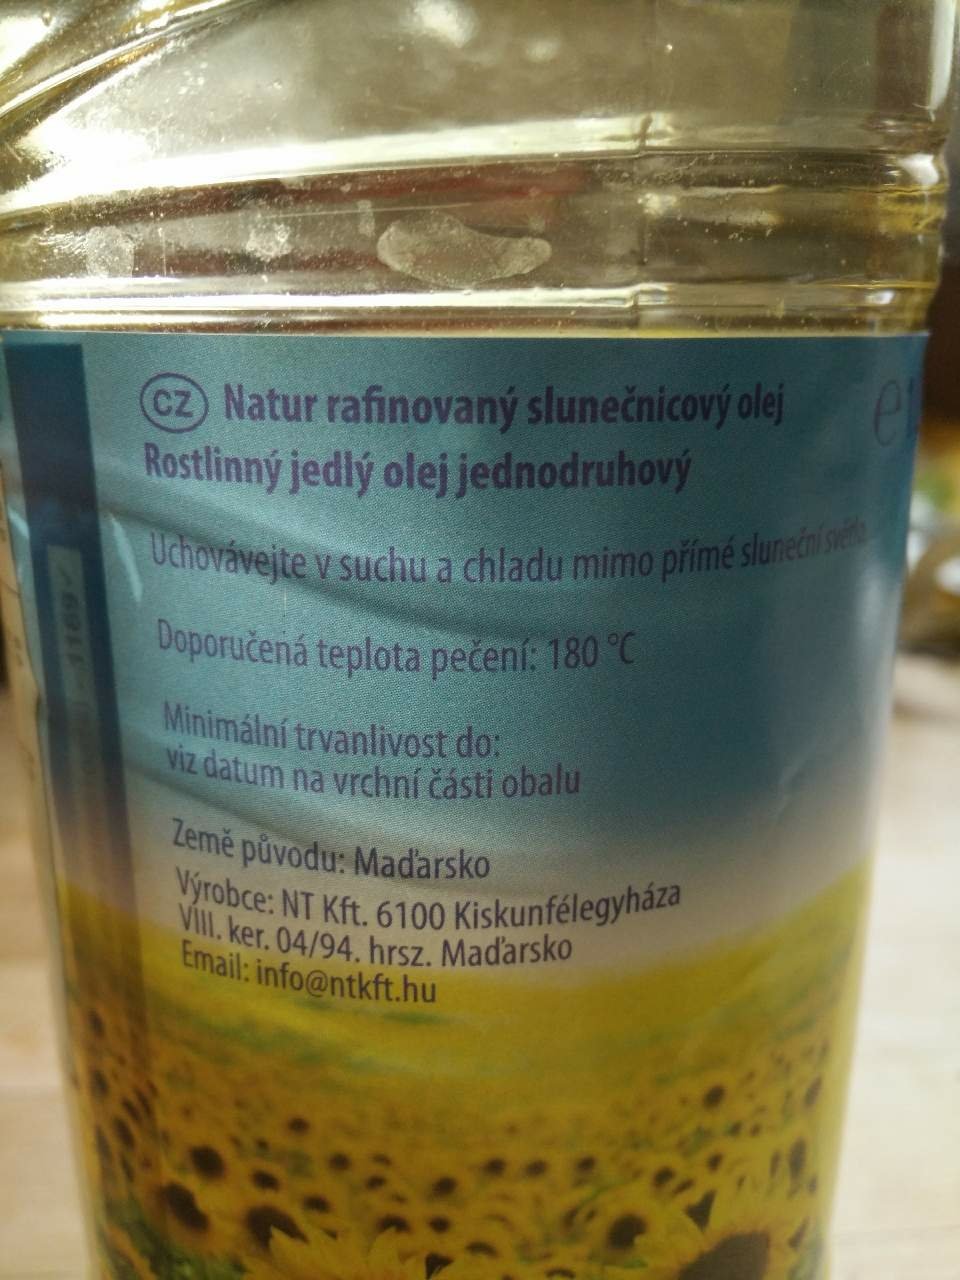 CZ Natur rafinovaný slunečnicový olej
Rostlinný jedlý olej jednodruhový
Uchovávejte v suchu a chladu mimo přímé sluneční světlo
Doporučená teplota pečení: 180 °C
Minimální trvanlivost do:
viz datum na vrchní části obalu
Země původu: Maďarsko
Výrobce: NT Kft. 6100 Kiskunfélegyháza
VIII. ker. 04/94. hrsz. Maďarsko
Email: info@ntkft.hu
e